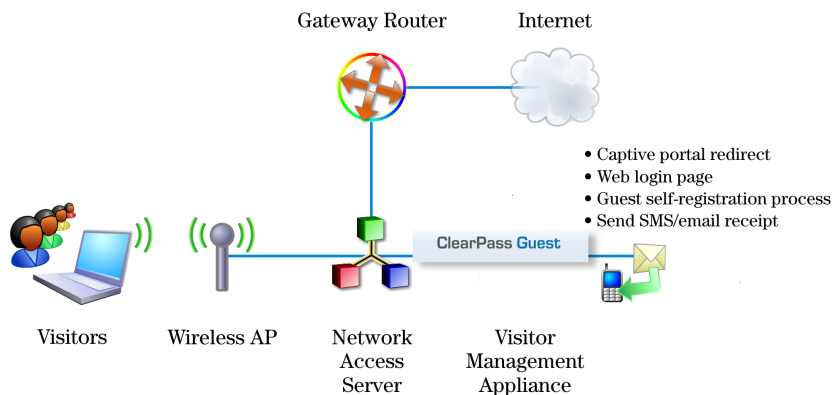 Gateway Router
Internet
• Captive portal redirect
• Web login page
• Guest self-registration process
• Send SMS/email receipt
ClearPass Guest
Visitors
Wireless AP
Network
Access
Server
Visitor
Management
Appliance